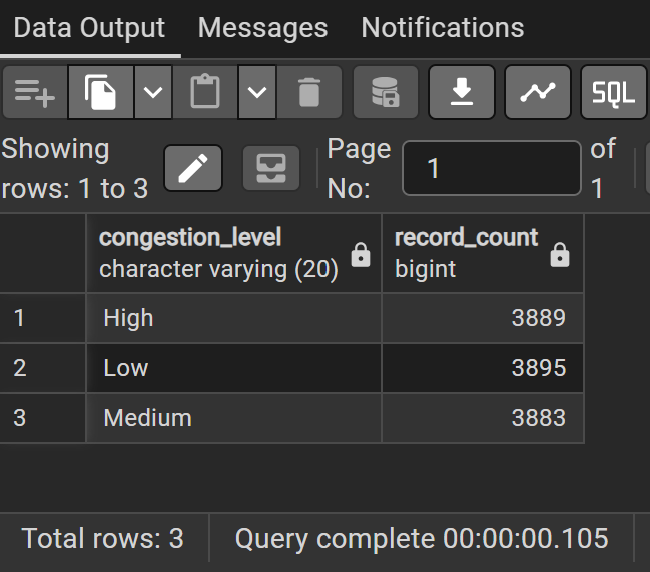 Data Output Messages Notifications
SQL
Showing rows: 1 to 3 Page No: 1 of 1
congestion_level record_count
character varying (20) bigint
1 High 3889
2 Low 3895
3 Medium 3883
Total rows: 3 Query complete 00:00:00.105